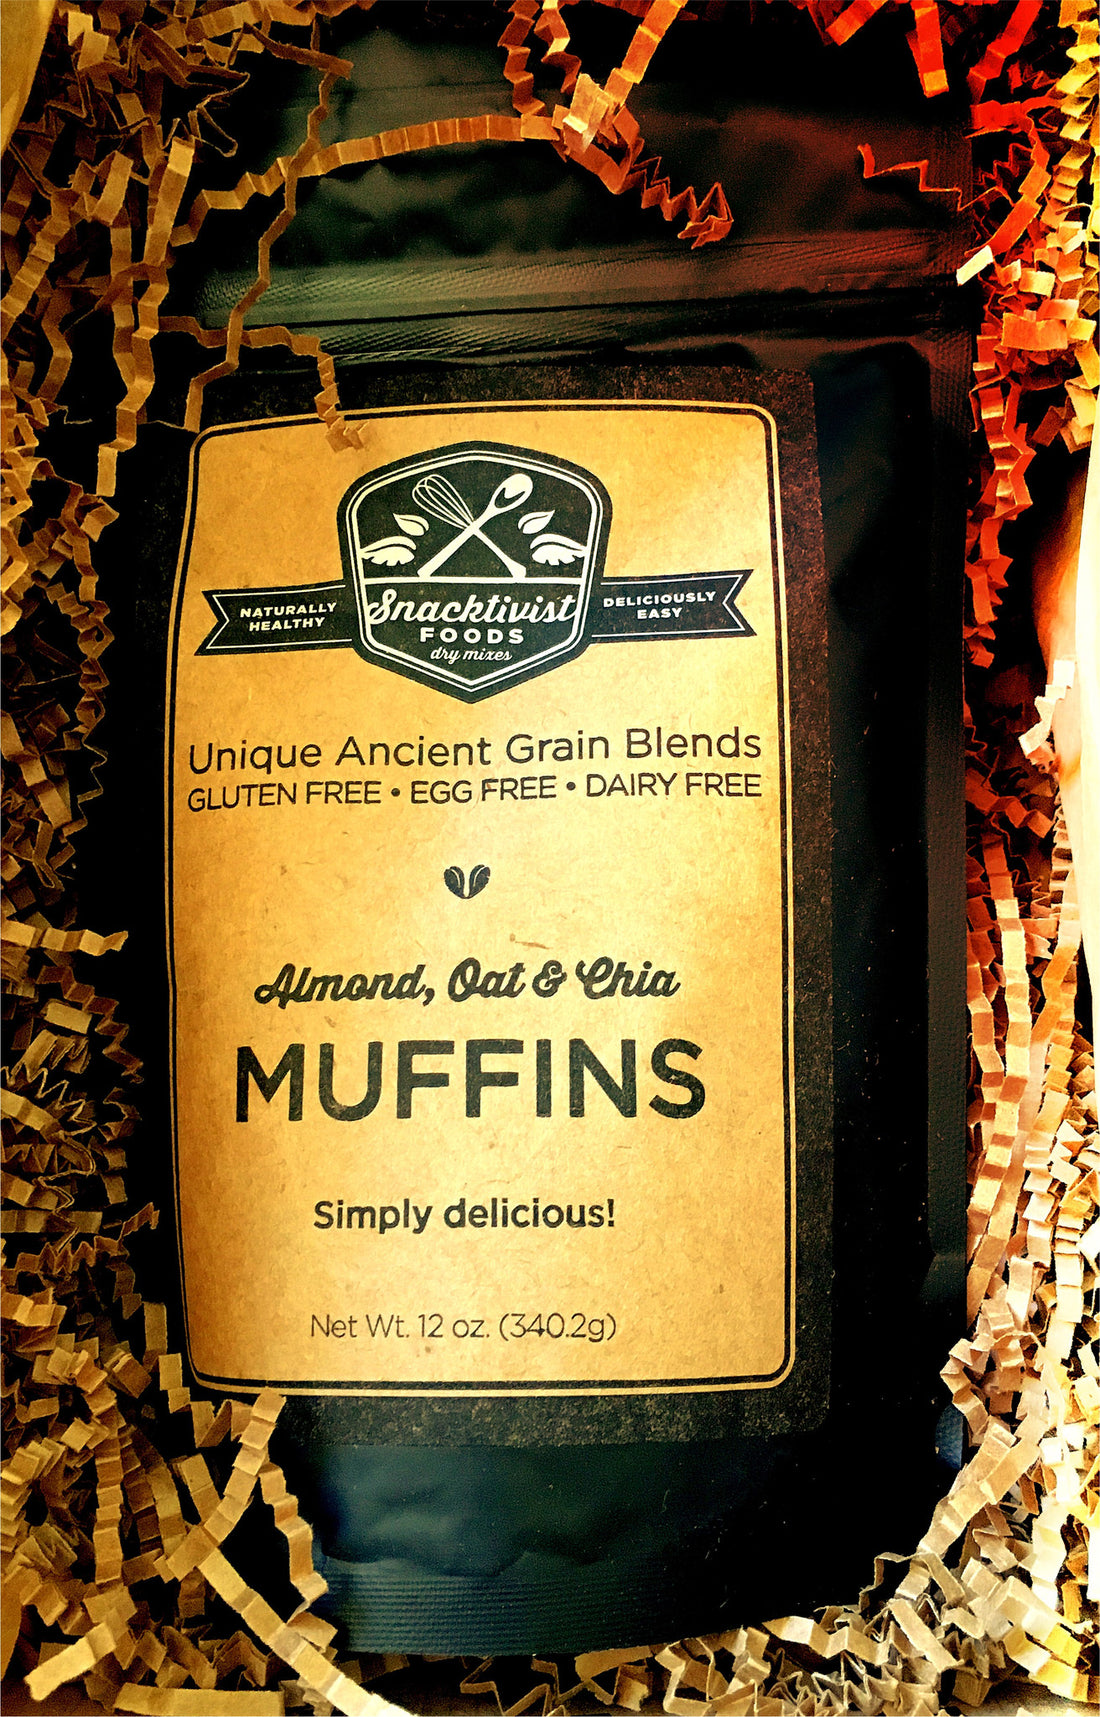 NATURALLY
HEALTHY
Snacktivist
FOODS
dry mixes
DELICIOUSLY
EASY
Unique Ancient Grain Blends
GLUTEN FREE • EGG FREE • DAIRY FREE
Almond, Oat & Chia
MUFFINS
Simply delicious!
Net Wt. 12 oz. (340.2g)